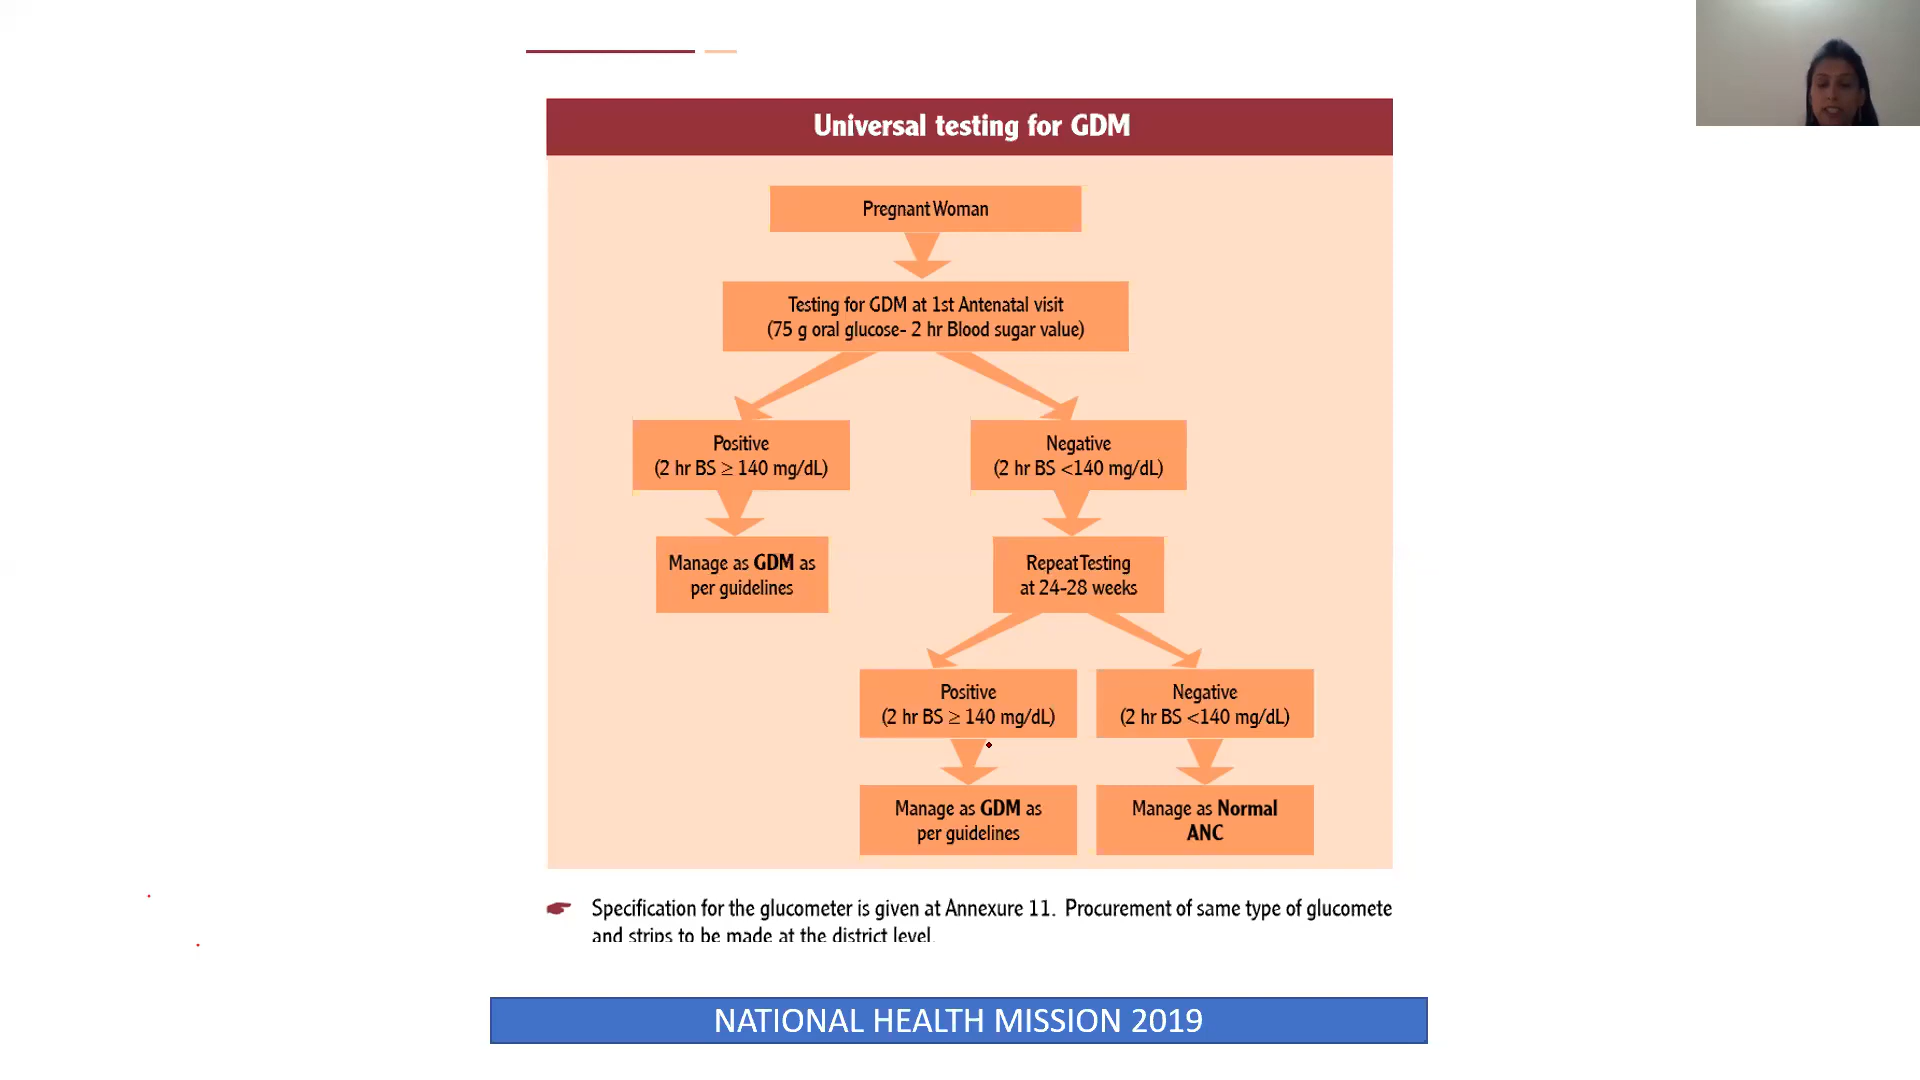 Universal testing for GDM
Pregnant Woman
Testing for GDM at 1st Antenatal visit
(75 g oral glucose- 2 hr Blood sugar value)
Positive
(2 hr BS ≥ 140 mg/dL)
Negative
(2 hr BS <140 mg/dL)
Manage as GDM as
per guidelines
Repeat Testing
at 24-28 weeks
Positive
(2 hr BS ≥ 140 mg/dL)
Negative
(2 hr BS <140 mg/dL)
Manage as GDM as
per guidelines
Manage as Normal
ANC
Specification for the glucometer is given at Annexure 11. Procurement of same type of glucomete
and strips to be made at the district level.
NATIONAL HEALTH MISSION 2019